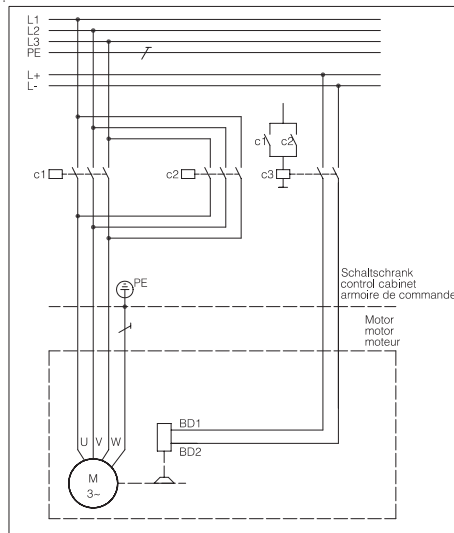 L1
L2
L3
PE
L+
L-
c1 c2
c1 c2 c3
PE
Schaltschrank
control cabinet
armoire de commande
Motor
motor
moteur
BD1
U V W
BD2
M
3~